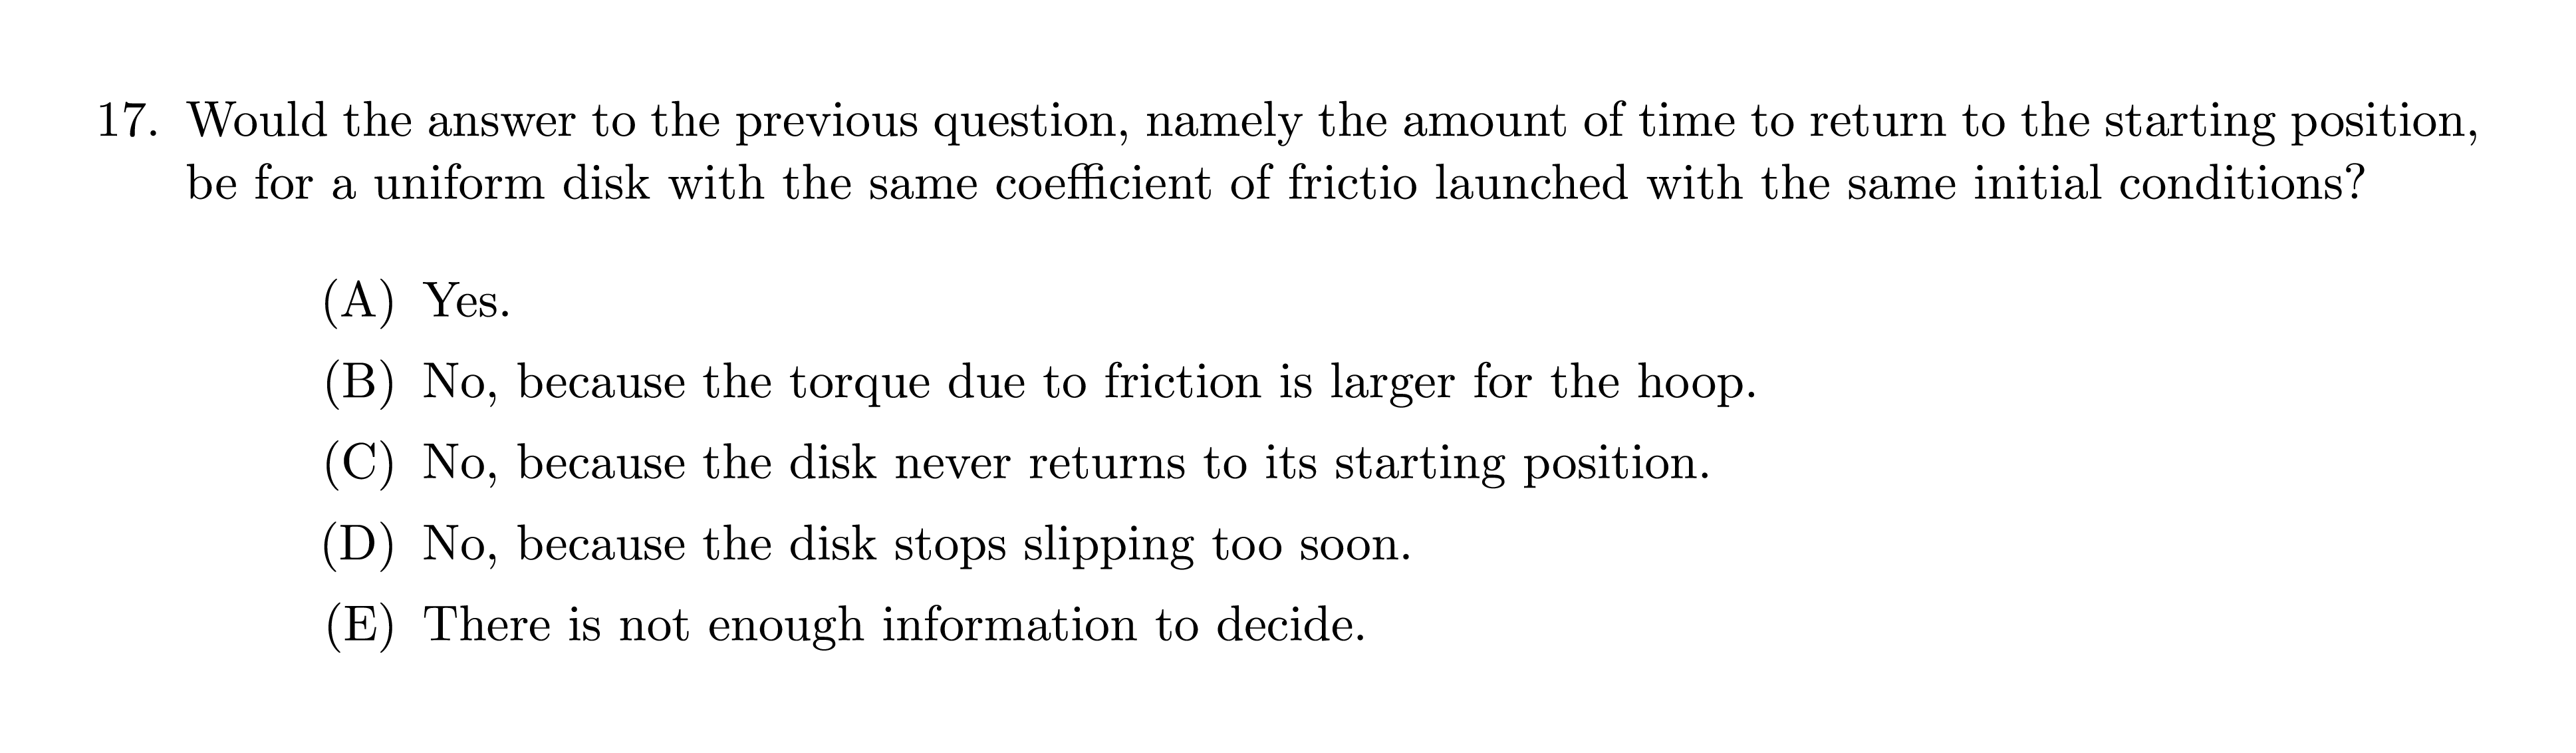 17. Would the answer to the previous question, namely the amount of time to return to the starting position,
be for a uniform disk with the same coefficient of frictio launched with the same initial conditions?
(A) Yes.
(B) No, because the torque due to friction is larger for the hoop.
(C) No, because the disk never returns to its starting position.
(D) No, because the disk stops slipping too soon.
(E) There is not enough information to decide.